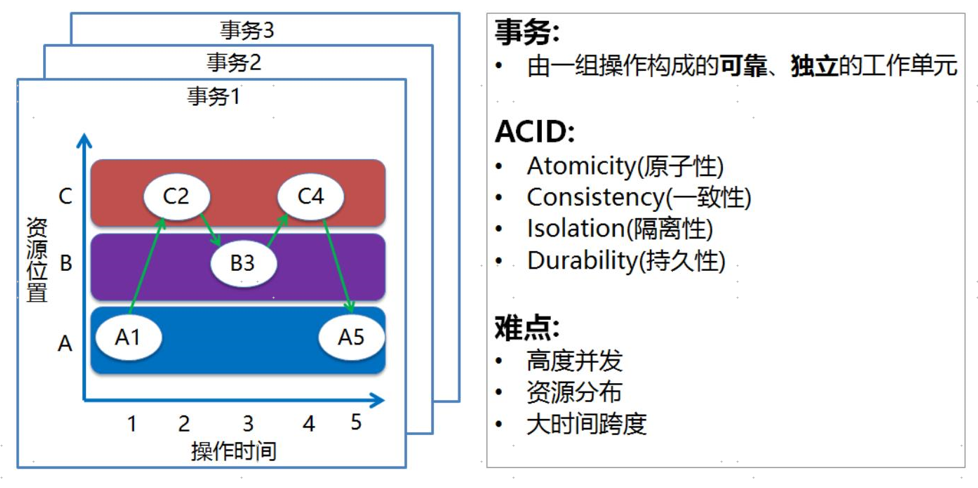 事务3
事务2
事务1
C
B
A
资源位置
C2
C4
B3
A1
A5
1 2 3 4 5
操作时间
事务:
• 由一组操作构成的可靠、独立的工作单元
ACID:
• Atomicity(原子性)
• Consistency(一致性)
• Isolation(隔离性)
• Durability(持久性)
难点:
• 高度并发
• 资源分布
• 大时间跨度